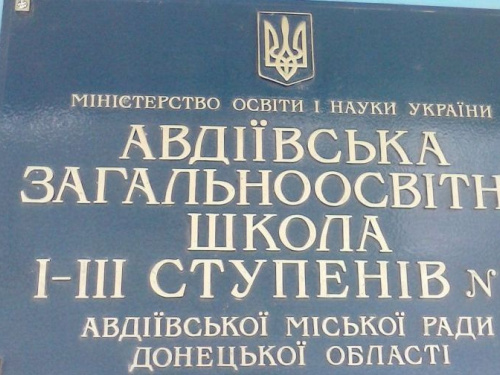 МІНІСТЕРСТВО ОСВІТИ І НАУКИ УКРАЇНИ
АВДІЇВСЬКА
ЗАГАЛЬНООСВІТН
ШКОЛА
І-ІІІ СТУПЕНІВ №
АВДІЇВСЬКОЇ МІСЬКОЇ РАДИ
ДОНЕЦЬКОЇ ОБЛАСТІ